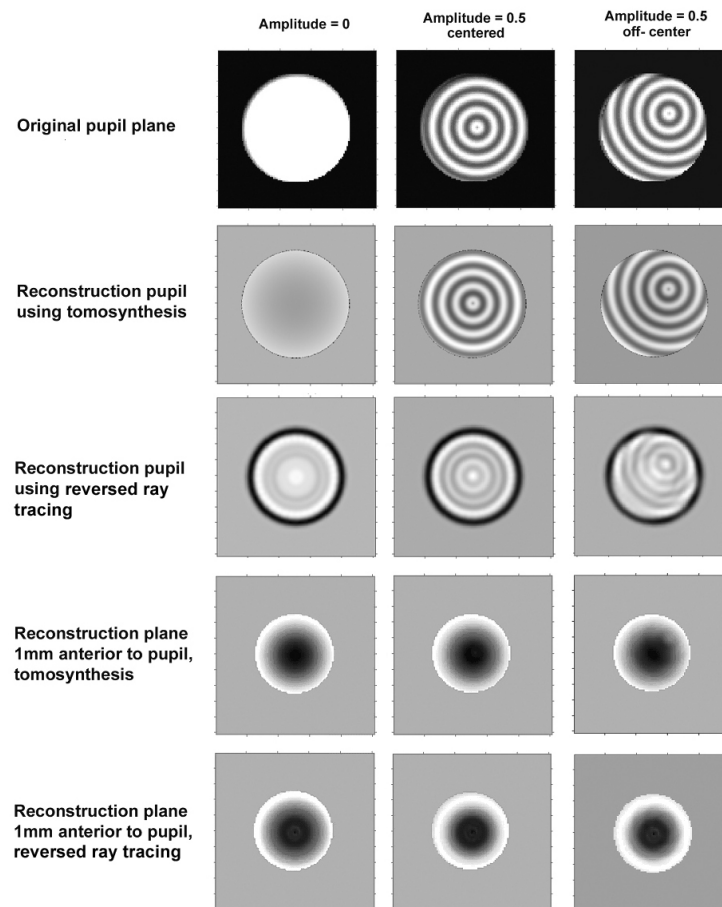 Amplitude = 0
Amplitude = 0.5
centered
Amplitude = 0.5
off- center
Original pupil plane
Reconstruction pupil
using tomosynthesis
Reconstruction pupil
using reversed ray
tracing
Reconstruction plane
1mm anterior to pupil,
tomosynthesis
Reconstruction plane
1mm anterior to pupil,
reversed ray tracing